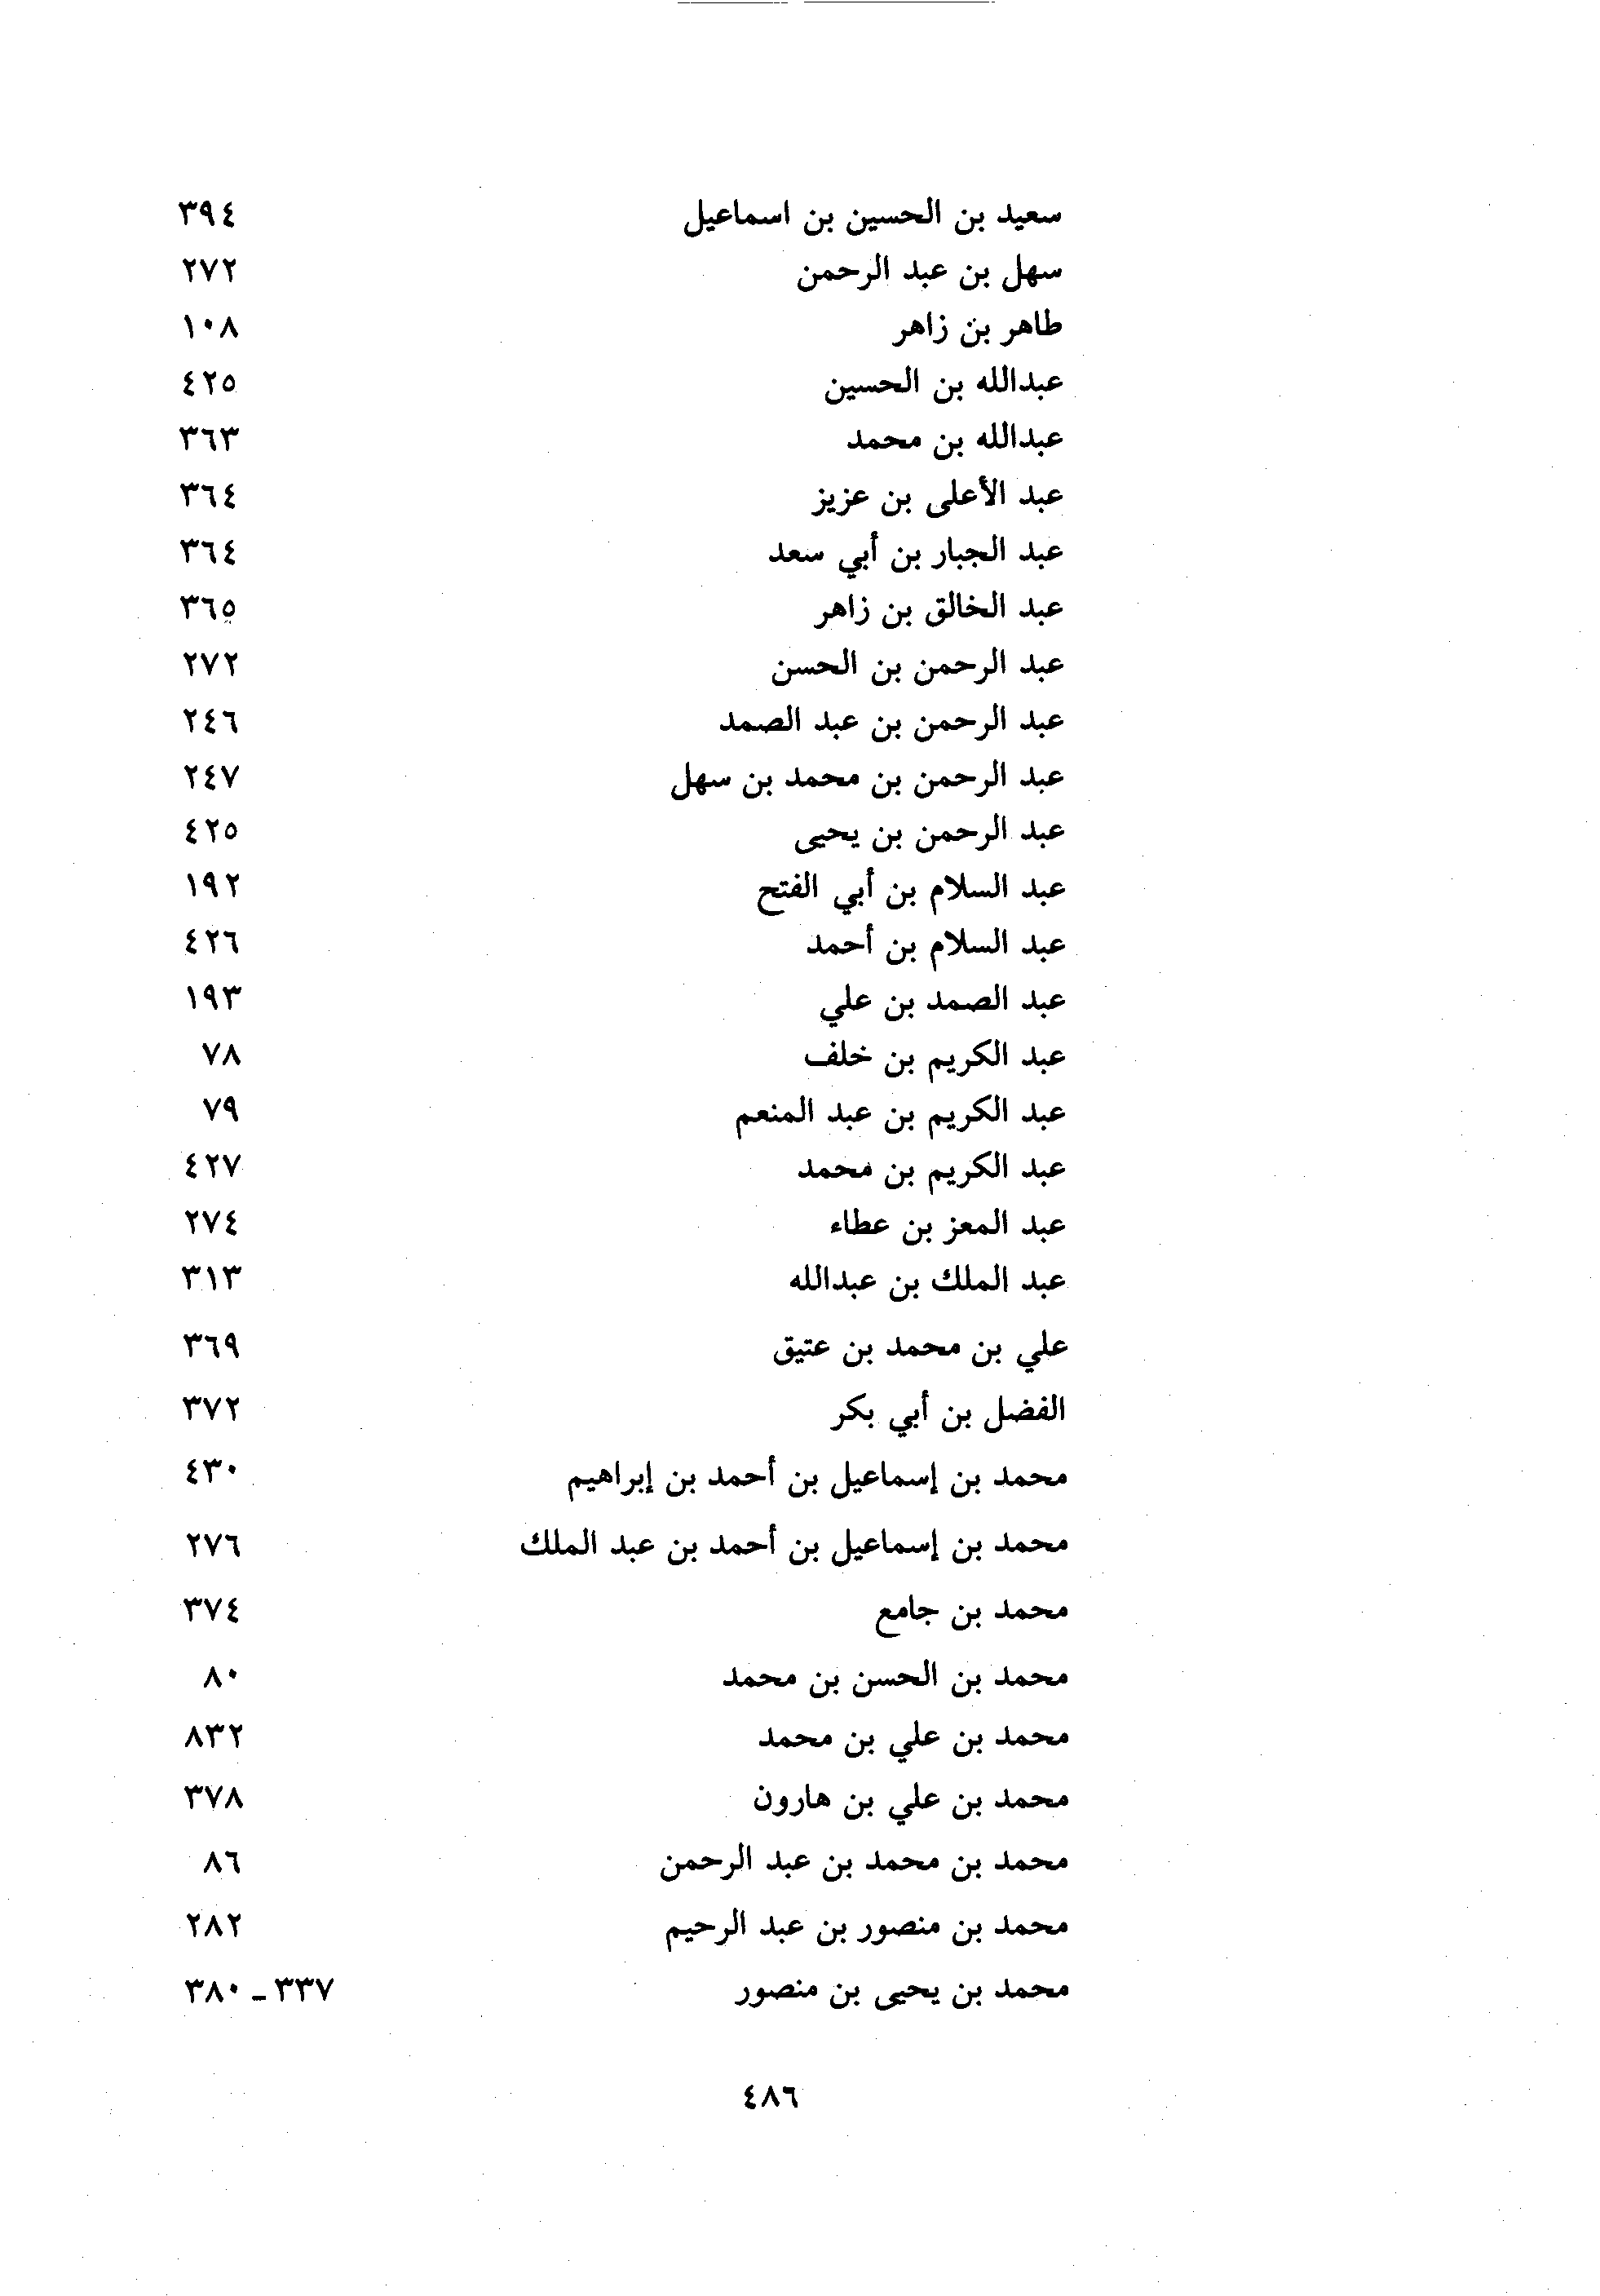 سعيد بن الحسين بن اسماعيل ٣٩٤
سهل بن عبد الرحمن ٢٧٢
طاهر بن زاهر ١٠٨
عبدالله بن الحسين ٤٢٥
عبدالله بن محمد ٣٦٣
عبد الأعلى بن عزيز ٣٦٤
عبد الجبار بن أبي سعد ٣٦٤
عبد الخالق بن زاهر ٣٦٥
عبد الرحمن بن الحسن ٢٧٢
عبد الرحمن بن عبد الصمد ٢٤٦
عبد الرحمن بن محمد بن سهل ٢٤٧
عبد الرحمن بن يحيى ٤٢٥
عبد السلام بن أبي الفتح ١٩٢
عبد السلام بن أحمد ٤٢٦
عبد الصمد بن علي ١٩٣
عبد الكريم بن خلف ٧٨
عبد الكريم بن عبد المنعم ٧٩
عبد الكريم بن محمد ٤٢٧
عبد المعز بن عطاء ٢٧٤
عبد الملك بن عبدالله ٣١٣
علي بن محمد بن عتيق ٣٦٩
الفضل بن أبي بكر ٣٧٢
محمد بن إسماعيل بن أحمد بن إبراهيم ٤٣٠
محمد بن إسماعيل بن أحمد بن عبد الملك ٢٧٦
محمد بن جامع ٣٧٤
محمد بن الحسن بن محمد ٨٠
محمد بن علي بن محمد ٨٣٢
محمد بن علي بن هارون ٣٧٨
محمد بن محمد بن عبد الرحمن ٨٦
محمد بن منصور بن عبد الرحيم ٢٨٢
محمد بن يحيى بن منصور ٣٣٧ - ٣٨٠
٤٨٦